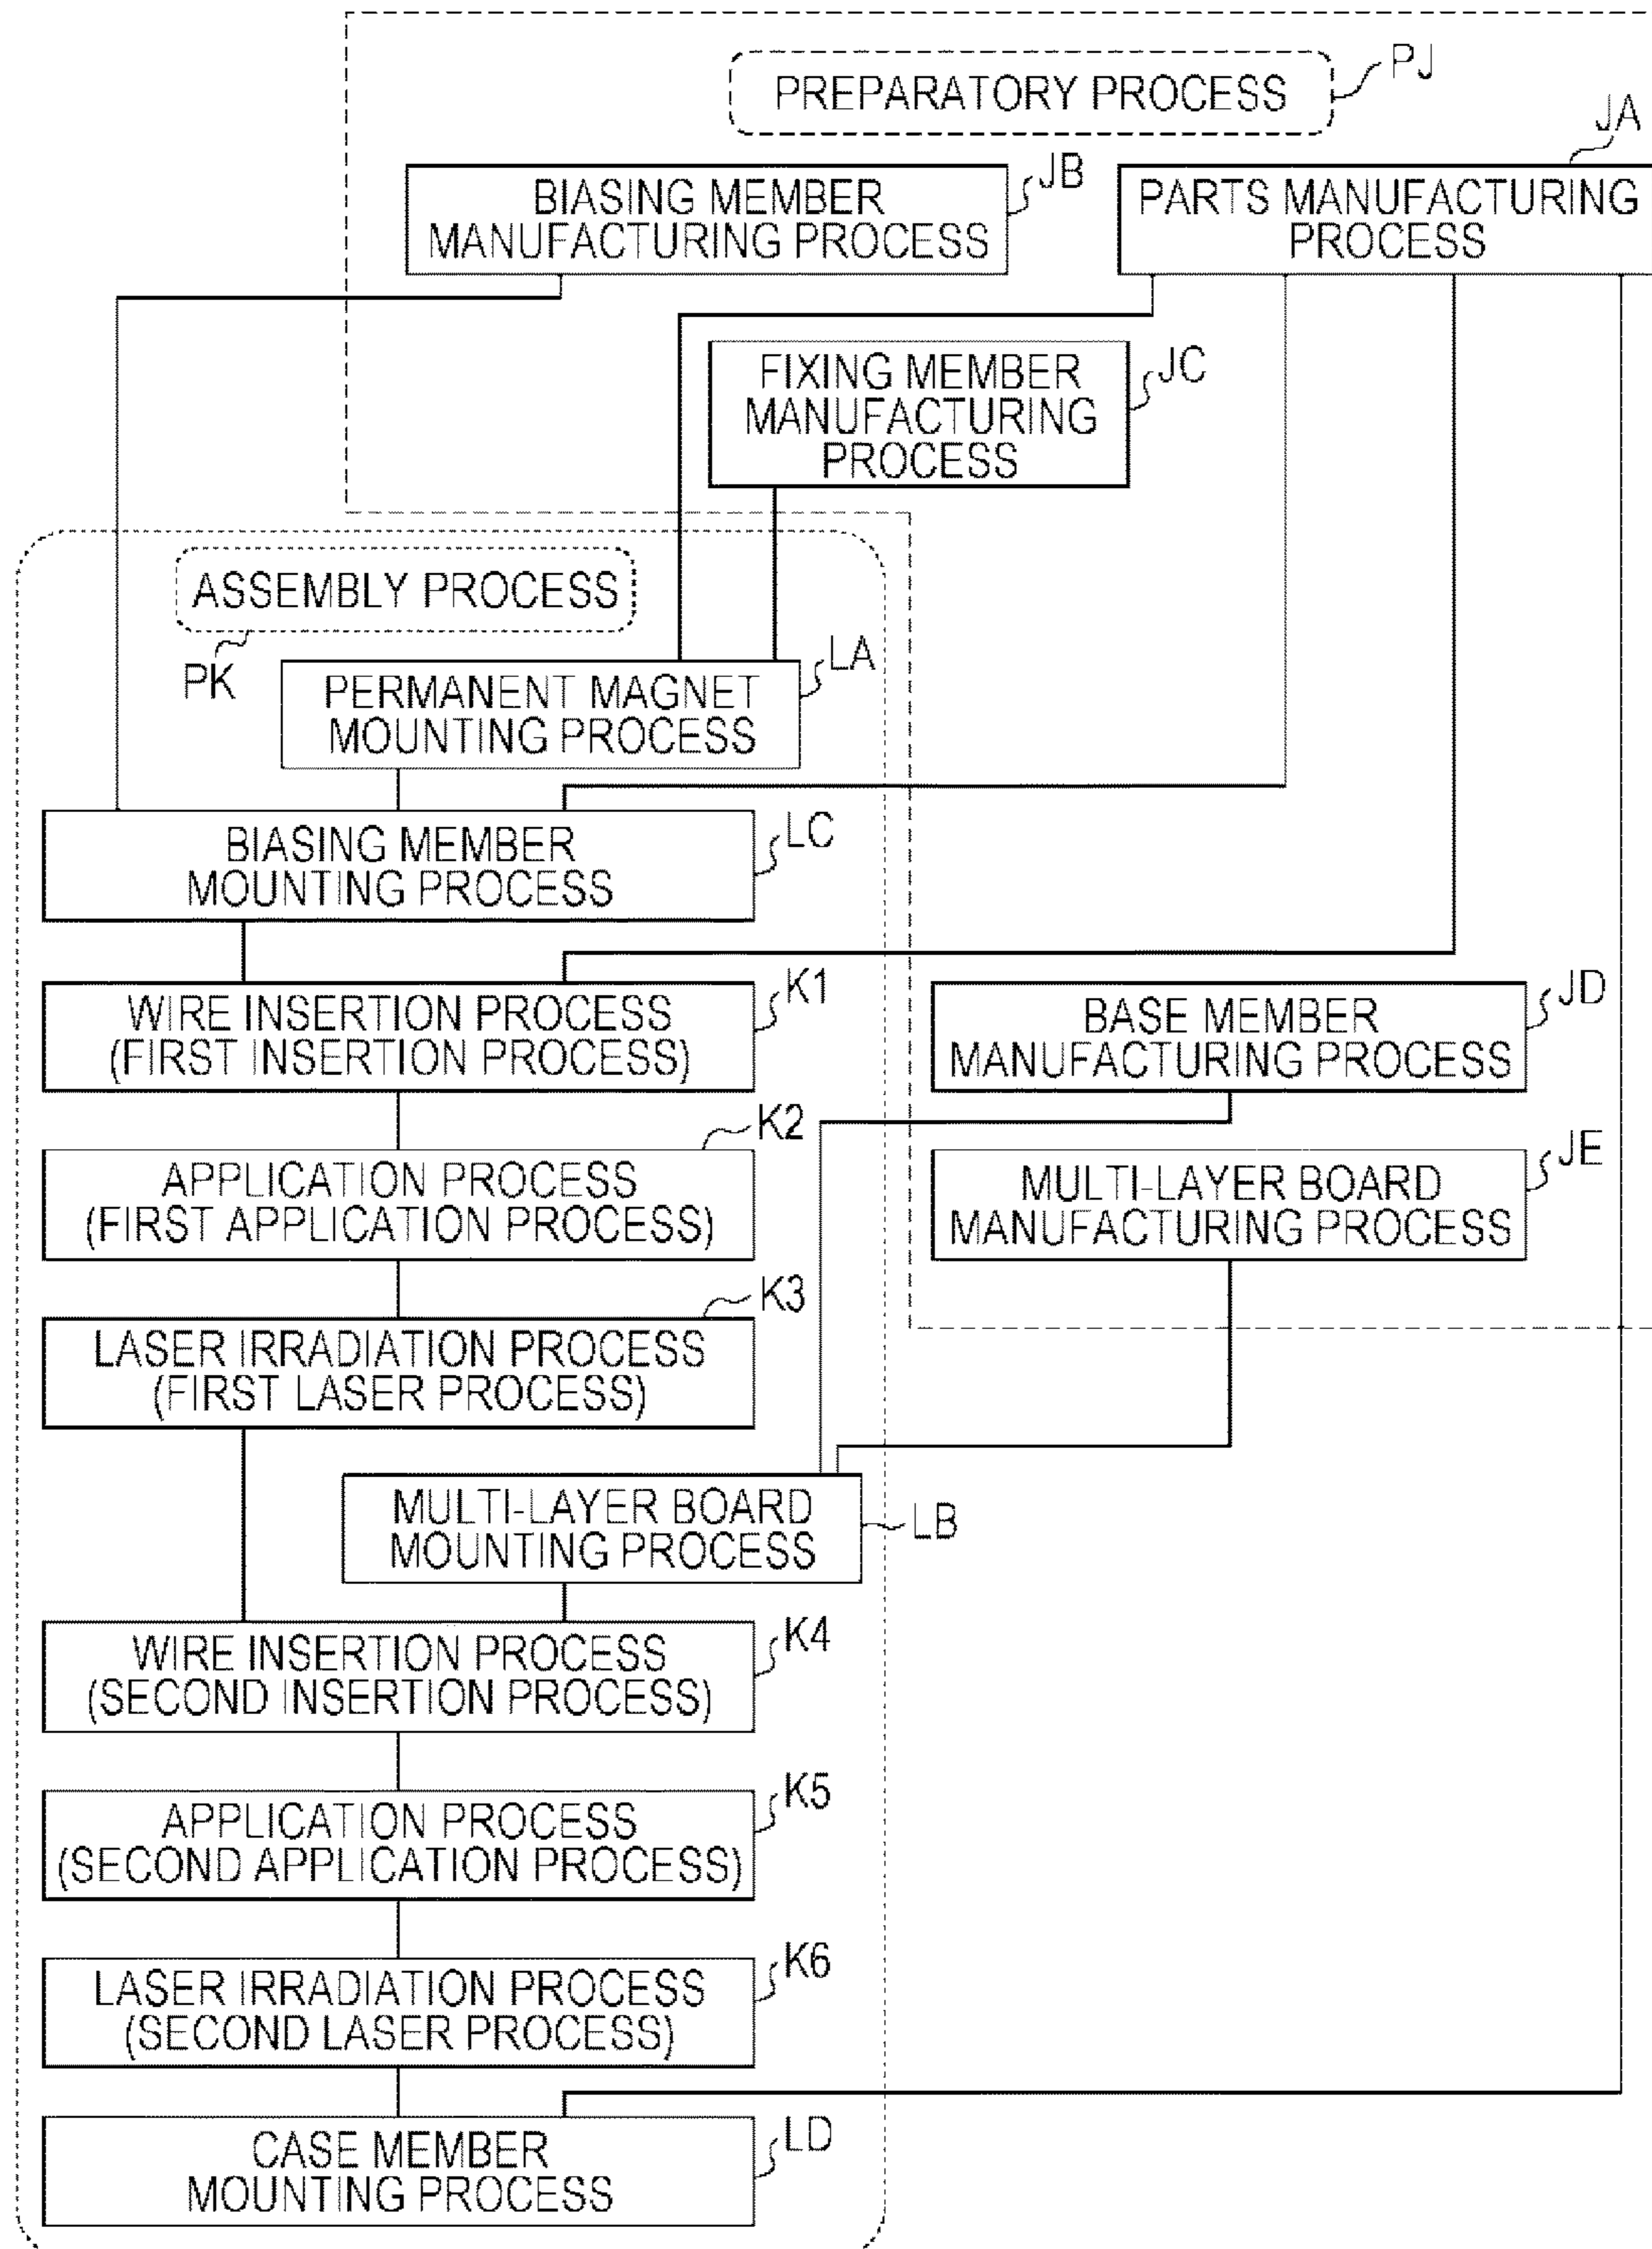 PREPARATORY PROCESS
PJ
JA
BIASING MEMBER
MANUFACTURING PROCESS
JB
PARTS MANUFACTURING
PROCESS
FIXING MEMBER
MANUFACTURING
PROCESS
JC
ASSEMBLY PROCESS
PK
PERMANENT MAGNET
MOUNTING PROCESS
LA
BIASING MEMBER
MOUNTING PROCESS
LC
WIRE INSERTION PROCESS
(FIRST INSERTION PROCESS)
K1
BASE MEMBER
MANUFACTURING PROCESS
JD
APPLICATION PROCESS
(FIRST APPLICATION PROCESS)
K2
MULTI-LAYER BOARD
MANUFACTURING PROCESS
JE
LASER IRRADIATION PROCESS
(FIRST LASER PROCESS)
K3
MULTI-LAYER BOARD
MOUNTING PROCESS
LB
WIRE INSERTION PROCESS
(SECOND INSERTION PROCESS)
K4
APPLICATION PROCESS
(SECOND APPLICATION PROCESS)
K5
LASER IRRADIATION PROCESS
(SECOND LASER PROCESS)
K6
CASE MEMBER
MOUNTING PROCESS
LD